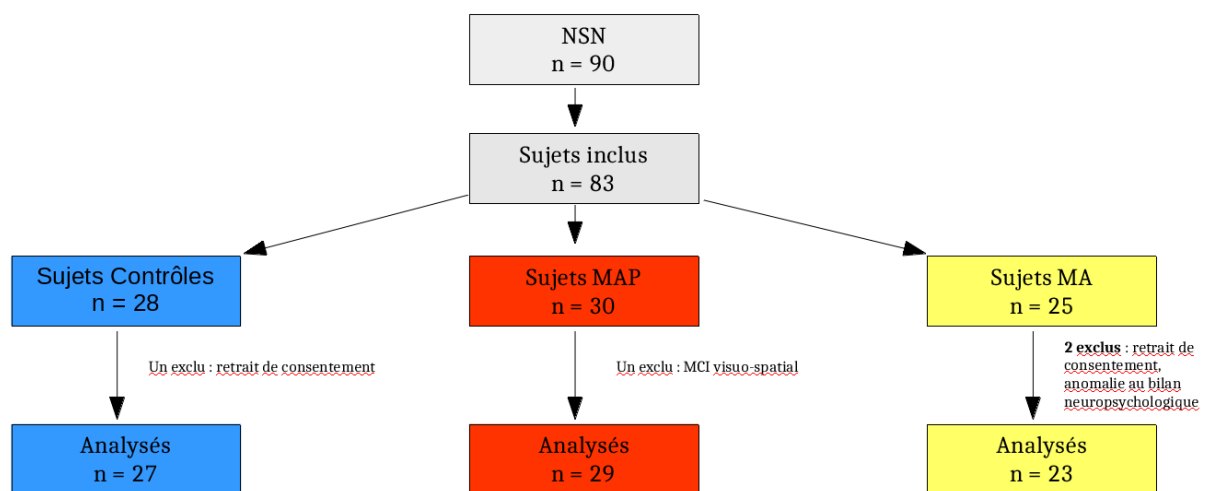 NSN
n = 90
Sujets inclus
n = 83
Sujets Contrôles
n = 28
Sujets MAP
n = 30
Sujets MA
n = 25
Un exclu : retrait de consentement
Un exclu : MCI visuo-spatial
2 exclus : retrait de
consentement,
anomalie au bilan
neuropsychologique
Analysés
n = 27
Analysés
n = 29
Analysés
n = 23